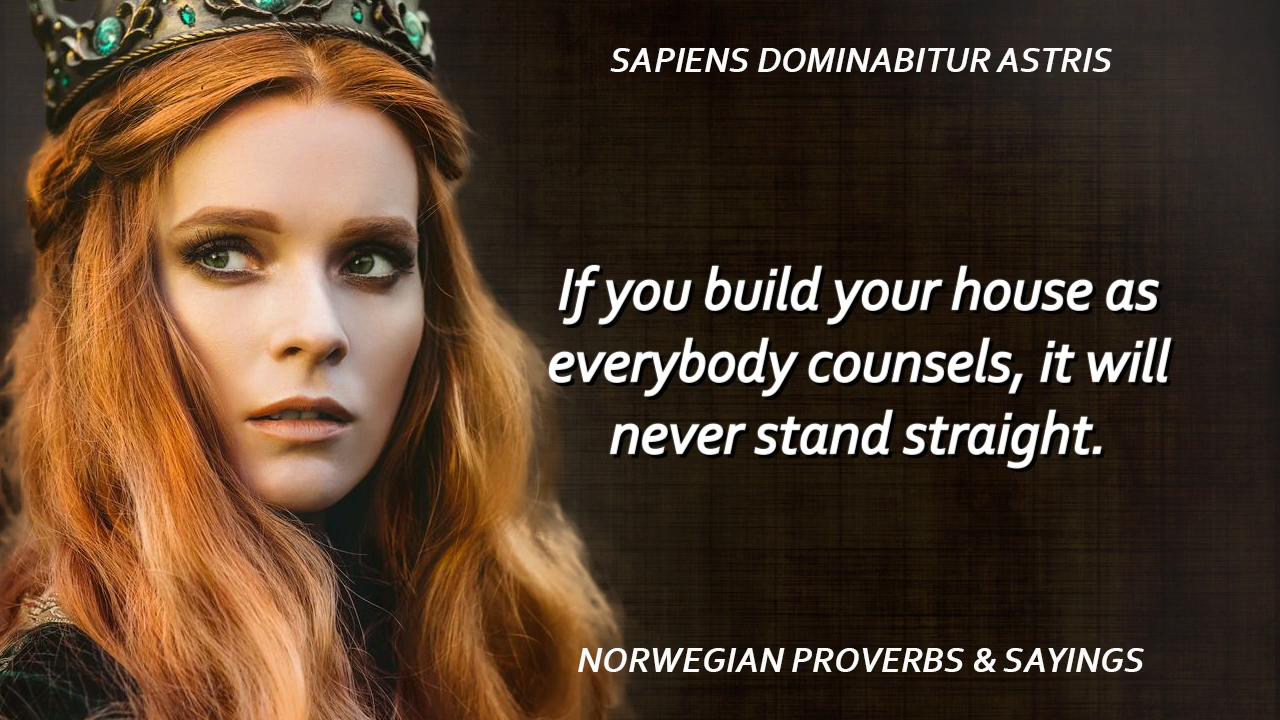 SAPIENS DOMINABITUR ASTRIS
If you build your house as
everybody counsels, it will
never stand straight.
NORWEGIAN PROVERBS & SAYINGS